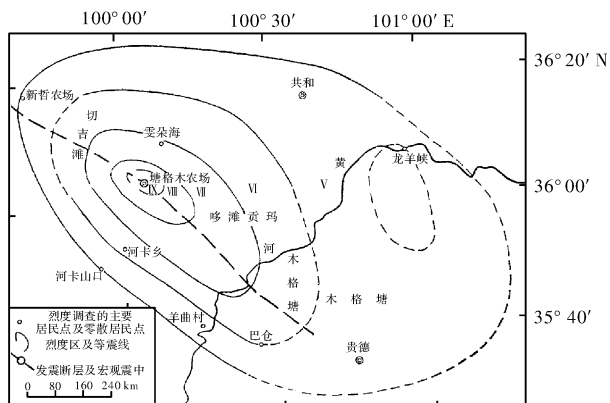 100°00′
100°30′
101°00′ E
36°20′ N
36°00′
35°40′
新哲农场
切吉滩
雯朵海
共和
塘格木农场
Ⅸ Ⅷ Ⅶ Ⅵ Ⅴ
黄河
龙羊峡
哆滩贡玛
河卡乡
河卡山口
木格塘
木格塘
羊曲村
巴仓
贵德
烈度调查的主要
居民点及零散居民点
烈度区及等震线
发震断层及宏观震中
0 80 160 240 km